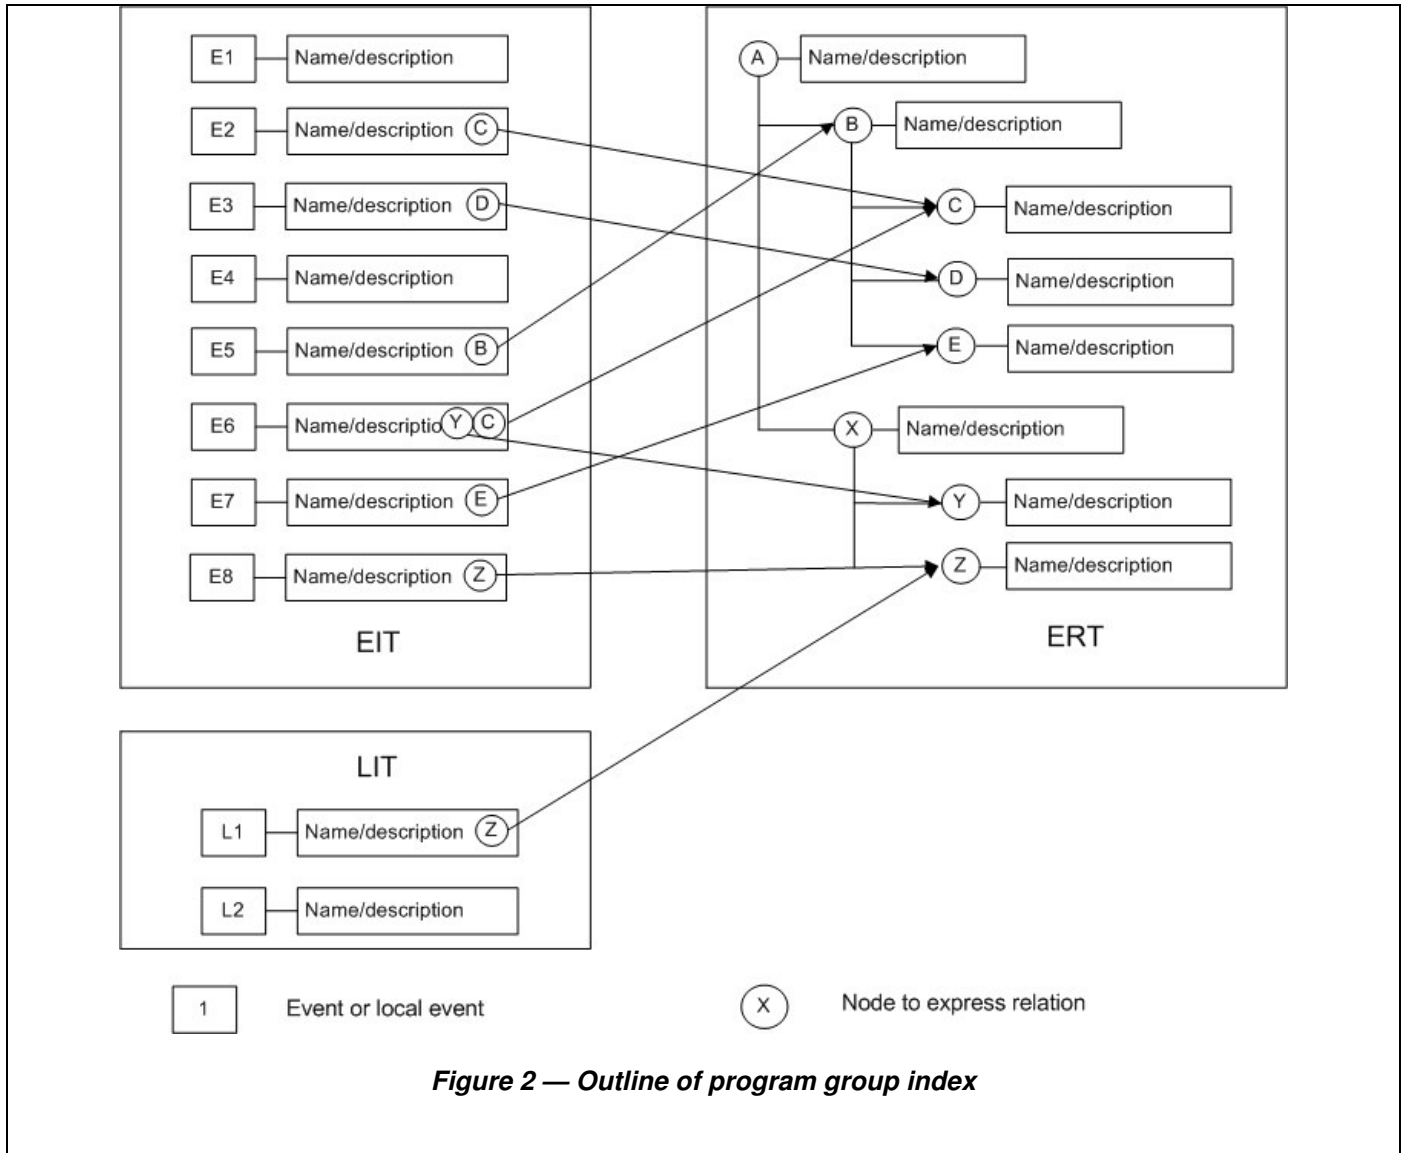 E1 Name/description
E2 Name/description C
E3 Name/description D
E4 Name/description
E5 Name/description B
E6 Name/descriptio Y C
E7 Name/description E
E8 Name/description Z
EIT
A Name/description
B Name/description
C Name/description
D Name/description
E Name/description
X Name/description
Y Name/description
Z Name/description
ERT
LIT
L1 Name/description Z
L2 Name/description
1 Event or local event
X Node to express relation
Figure 2 — Outline of program group index